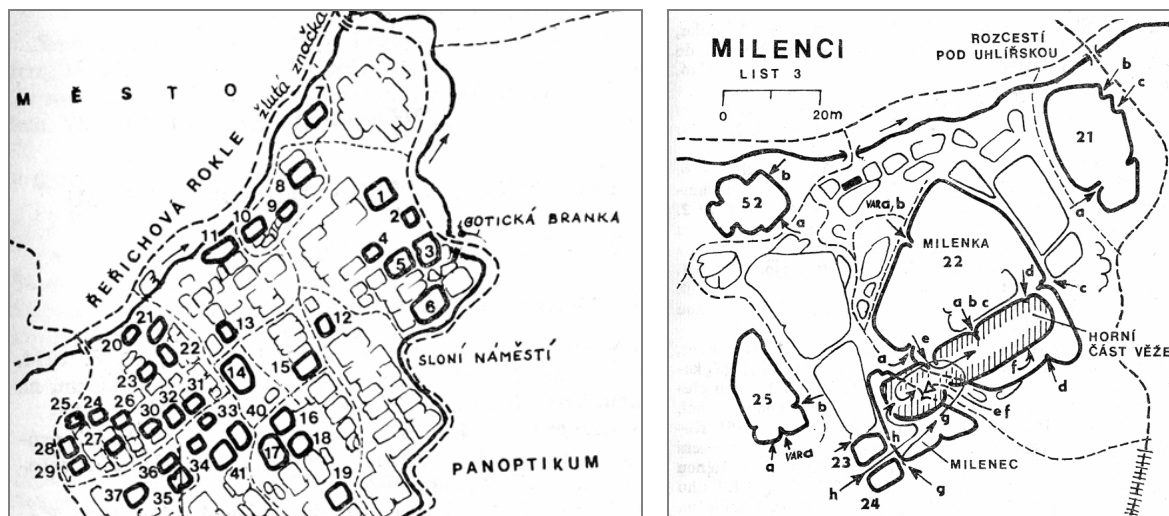 žlutá značka
MĚSTO
ŘEŘICHOVÁ ROKLE
7
8
9
10
11
1
2
GOTICKÁ BRANKA
4
5
3
6
21
20
22
13
12
SLONÍ NÁMĚSTÍ
23
31
14
15
25
24
26
32
30
33
40
16
28
27
29
34
17
18
36
41
37
35
19
PANOPTIKUM
MILENCI
LIST 3
0
20m
ROZCESTÍ
POD UHLÍŘSKOU
b
c
21
b
52
a
a
VAR a, b
MILENKA
22
d
c
a b c
HORNÍ
ČÁST VĚŽE
e
a
f
d
25
b
a
VAR a
e f
g
h
23
MILENEC
h
24
g